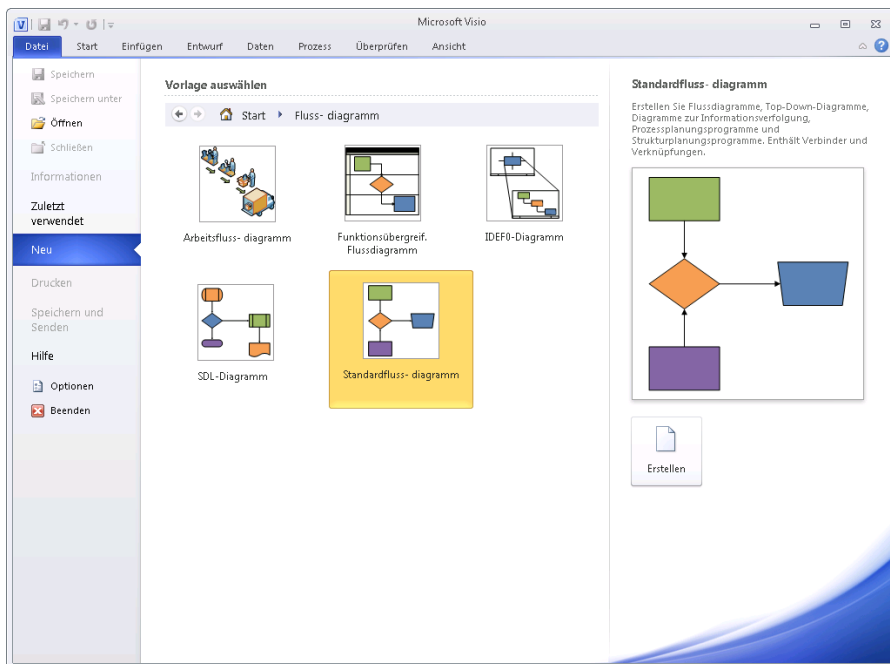 Microsoft Visio
Datei Start Einfügen Entwurf Daten Prozess Überprüfen Ansicht
Speichern
Speichern unter
Öffnen
Schließen
Informationen
Zuletzt
verwendet
Neu
Drucken
Speichern und
Senden
Hilfe
Optionen
Beenden
Vorlage auswählen
Start Fluss- diagramm
Arbeitsfluss- diagramm
Funktionsübergreif.
Flussdiagramm
IDEF0-Diagramm
SDL-Diagramm
Standardfluss- diagramm
Standardfluss- diagramm
Erstellen Sie Flussdiagramme, Top-Down-Diagramme,
Diagramme zur Informationsverfolgung,
Prozessplanungsprogramme und
Strukturplanungsprogramme. Enthält Verbinder und
Verknüpfungen.
Erstellen